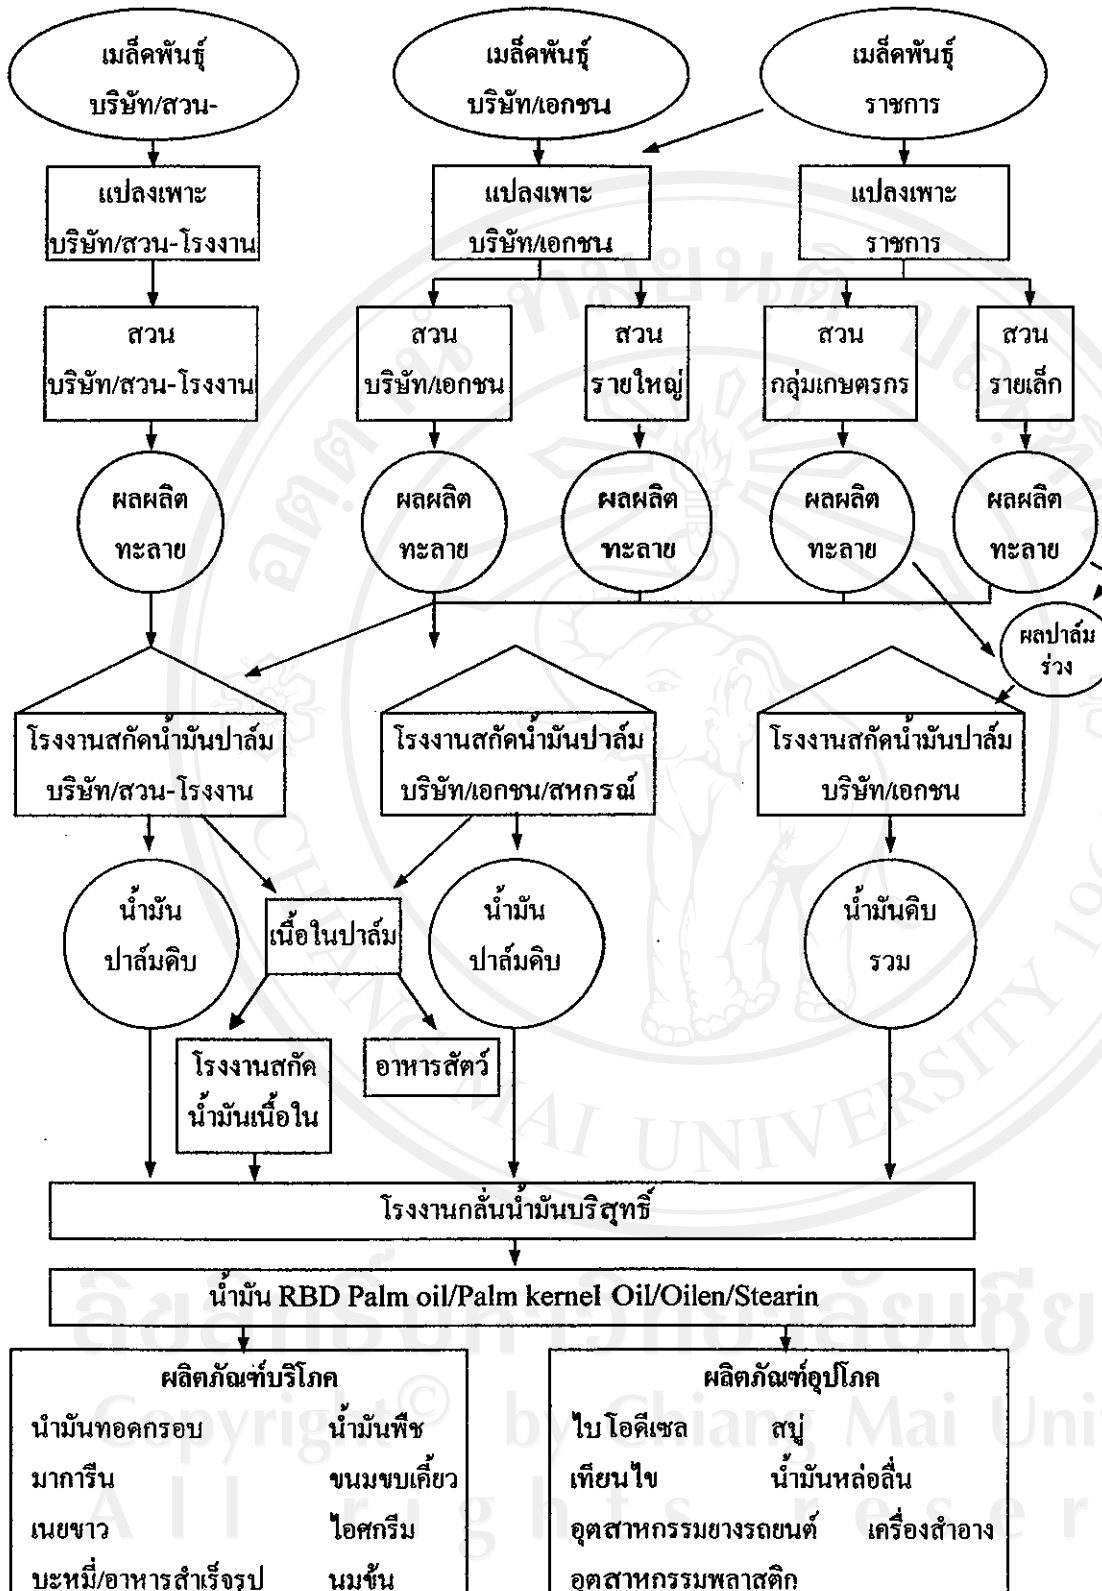 เมล็ดพันธุ์
บริษัท/สวน-
เมล็ดพันธุ์
บริษัท/เอกชน
เมล็ดพันธุ์
ราชการ
แปลงเพาะ
บริษัท/สวน-โรงงาน
แปลงเพาะ
บริษัท/เอกชน
แปลงเพาะ
ราชการ
สวน
บริษัท/สวน-โรงงาน
สวน
บริษัท/เอกชน
สวน
รายใหญ่
สวน
กลุ่มเกษตรกร
สวน
รายเล็ก
ผลผลิต
ทะลาย
ผลผลิต
ทะลาย
ผลผลิต
ทะลาย
ผลผลิต
ทะลาย
ผลผลิต
ทะลาย
ผลปาล์ม
ร่วง
โรงงานสกัดน้ำมันปาล์ม
บริษัท/สวน-โรงงาน
โรงงานสกัดน้ำมันปาล์ม
บริษัท/เอกชน/สหกรณ์
โรงงานสกัดน้ำมันปาล์ม
บริษัท/เอกชน
น้ำมัน
ปาล์มดิบ
เนื้อในปาล์ม
น้ำมัน
ปาล์มดิบ
น้ำมันดิบ
รวม
โรงงานสกัด
น้ำมันเนื้อใน
อาหารสัตว์
โรงงานกลั่นน้ำมันบริสุทธิ์
น้ำมัน RBD Palm oil/Palm kernel Oil/Oilen/Stearin
ผลิตภัณฑ์บริโภค
นำมันทอดกรอบ น้ำมันพืช
มาการีน ขนมขบเคี้ยว
เนยขาว ไอศกรีม
บะหมี่/อาหารสำเร็จรูป นมข้น
ผลิตภัณฑ์อุปโภค
ไบโอดีเซล สบู่
เทียนไข น้ำมันหล่อลื่น
อุตสาหกรรมยางรถยนต์ เครื่องสำอาง
อุตสาหกรรมพลาสติก
CHIANG MAI UNIVERSITY
Copyright© by Chiang Mai Uni
All rights reser